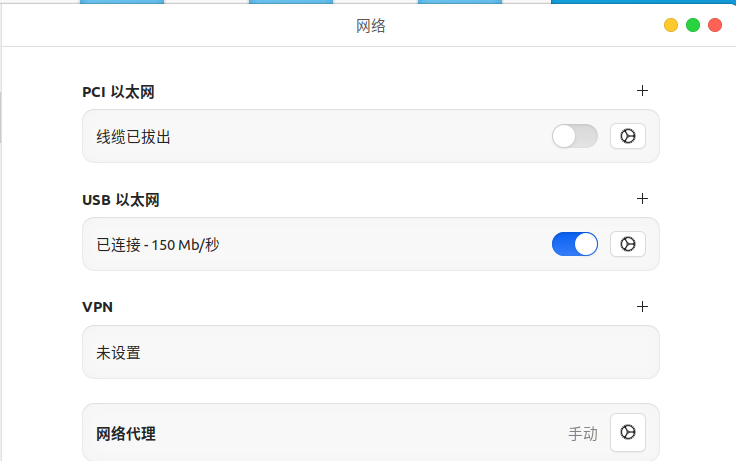 网络
PCI 以太网
线缆已拔出
USB 以太网
已连接 - 150 Mb/秒
VPN
未设置
网络代理 手动